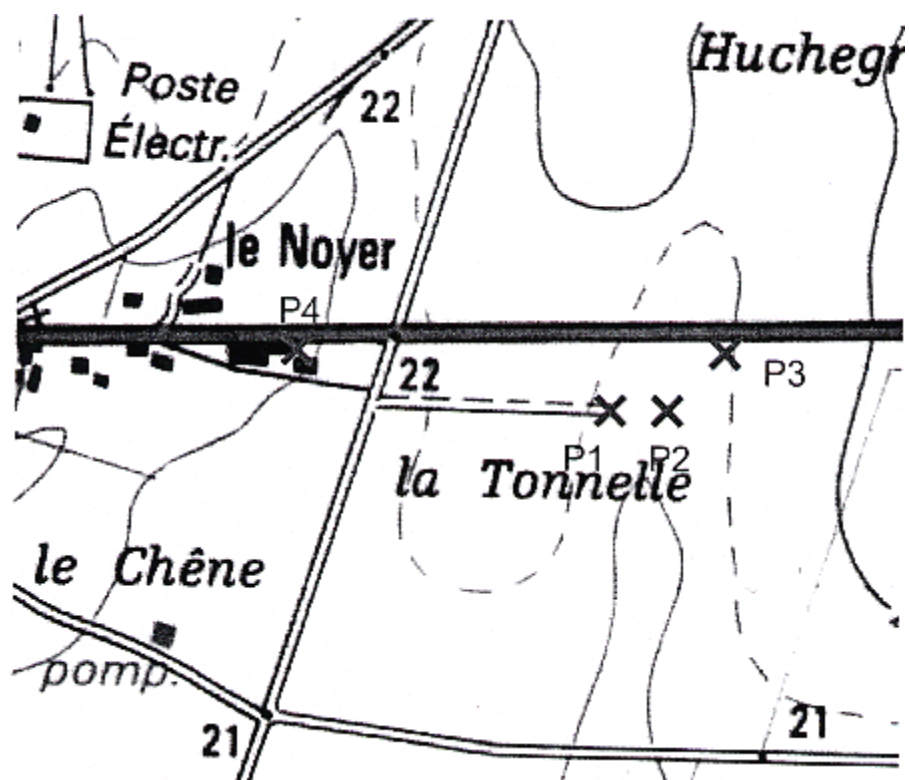 Huchegr
Poste
Électr.
22
le Noyer
P4
22
P3
P1 P2
la Tonnelle
le Chêne
pomp.
21
21